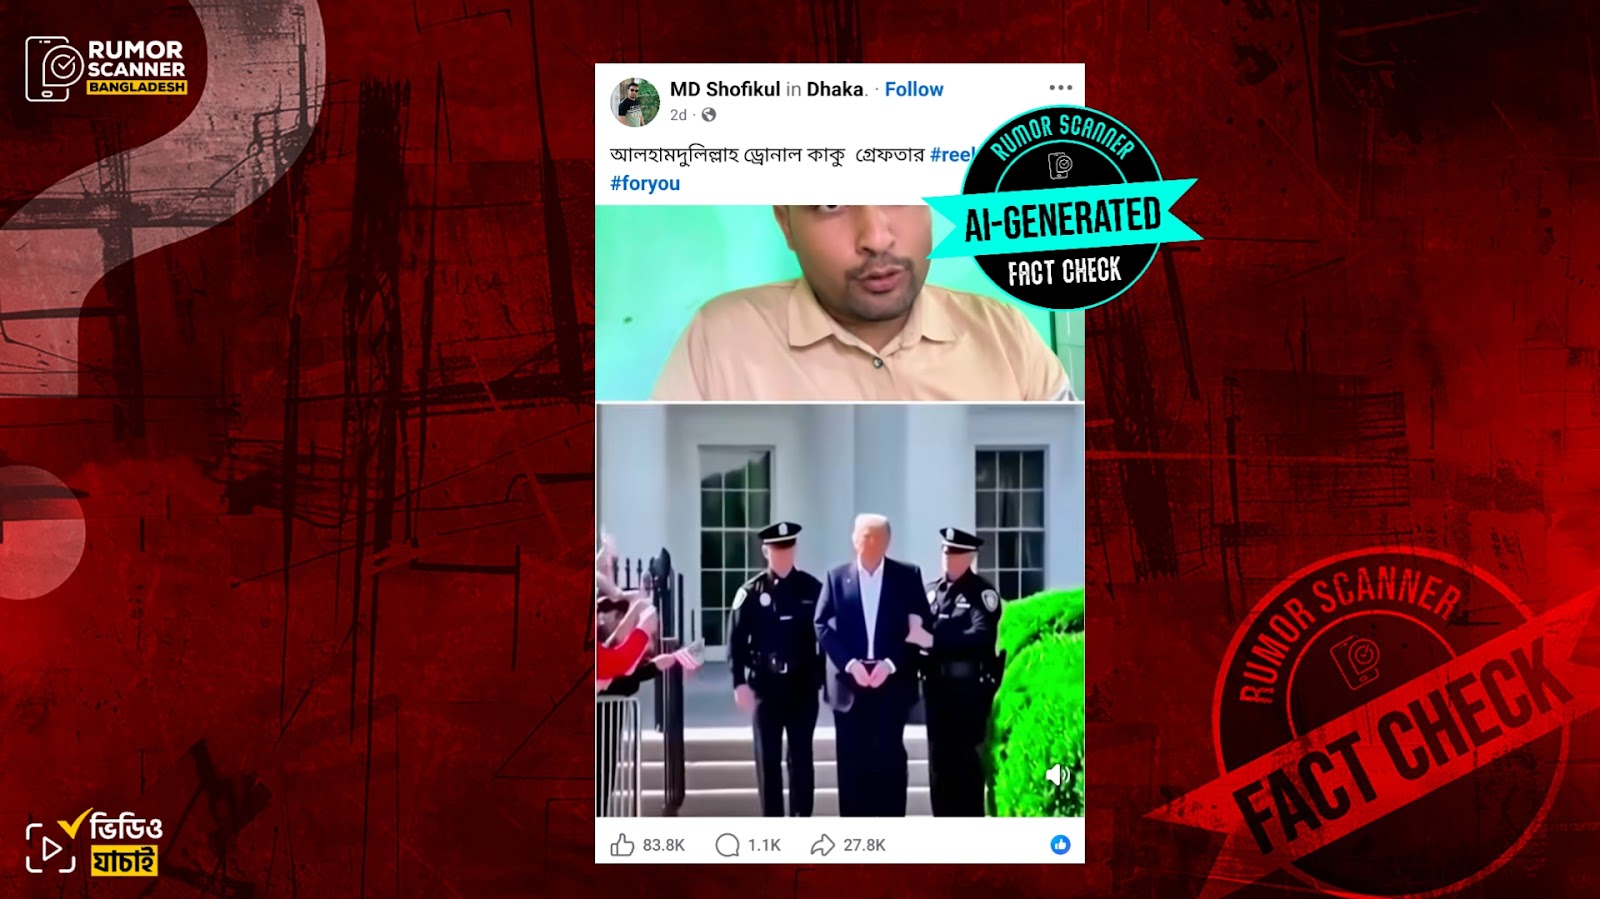 RUMOR
SCANNER
BANGLADESH
MD Shofikul in Dhaka. · Follow
2d ·
আলহামদুলিল্লাহ ড্রোনাল কাকু গ্রেফতার #reel
#foryou
RUMOR SCANNER
AI-GENERATED
FACT CHECK
83.8K 1.1K 27.8K
RUMOR SCANNER
FACT CHECK
ভিডিও
যাচাই